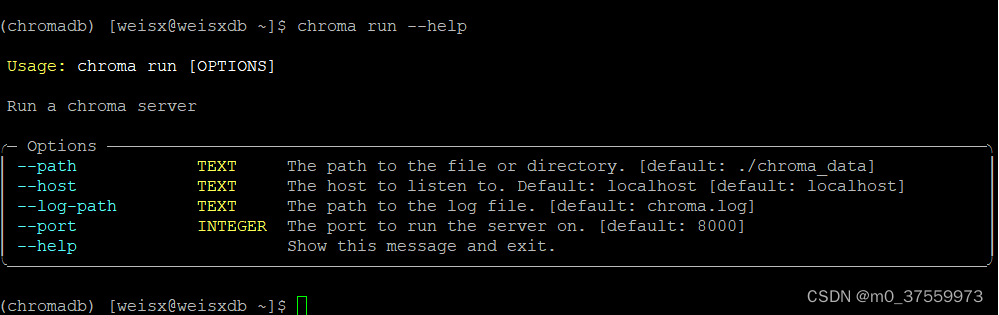 (chromadb) [weisx@weisxdb ~]$ chroma run --help
Usage: chroma run [OPTIONS]
Run a chroma server
Options
--path TEXT The path to the file or directory. [default: ./chroma_data]
--host TEXT The host to listen to. Default: localhost [default: localhost]
--log-path TEXT The path to the log file. [default: chroma.log]
--port INTEGER The port to run the server on. [default: 8000]
--help Show this message and exit.
(chromadb) [weisx@weisxdb ~]$
CSDN @m0_37559973